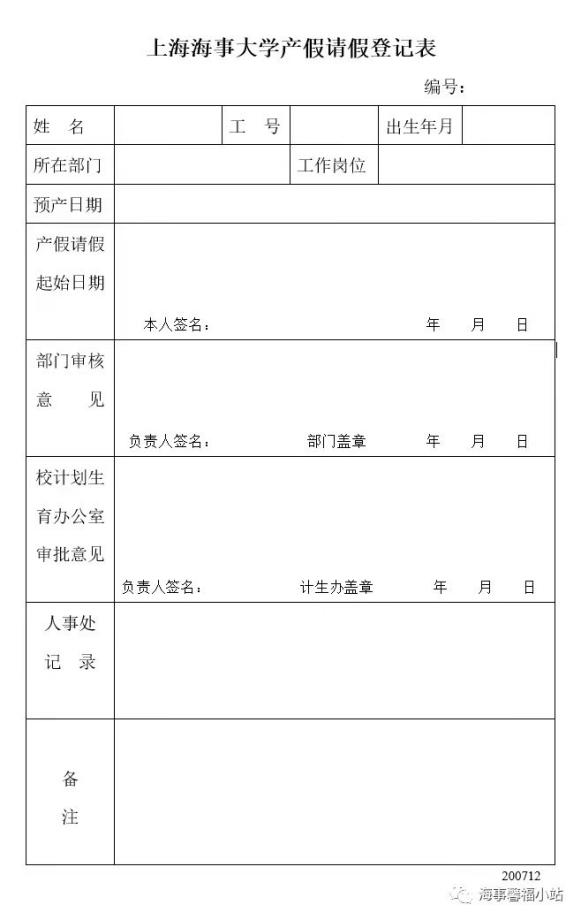 上海海事大学产假请假登记表
编号：
姓 名 工 号 出生年月
所在部门 工作岗位
预产日期
产假请假
起始日期
本人签名： 年 月 日
部门审核
意 见
负责人签名： 部门盖章 年 月 日
校计划生
育办公室
审批意见
负责人签名： 计生办盖章 年 月 日
人事处
记 录
备
注
200712
海事馨福小站